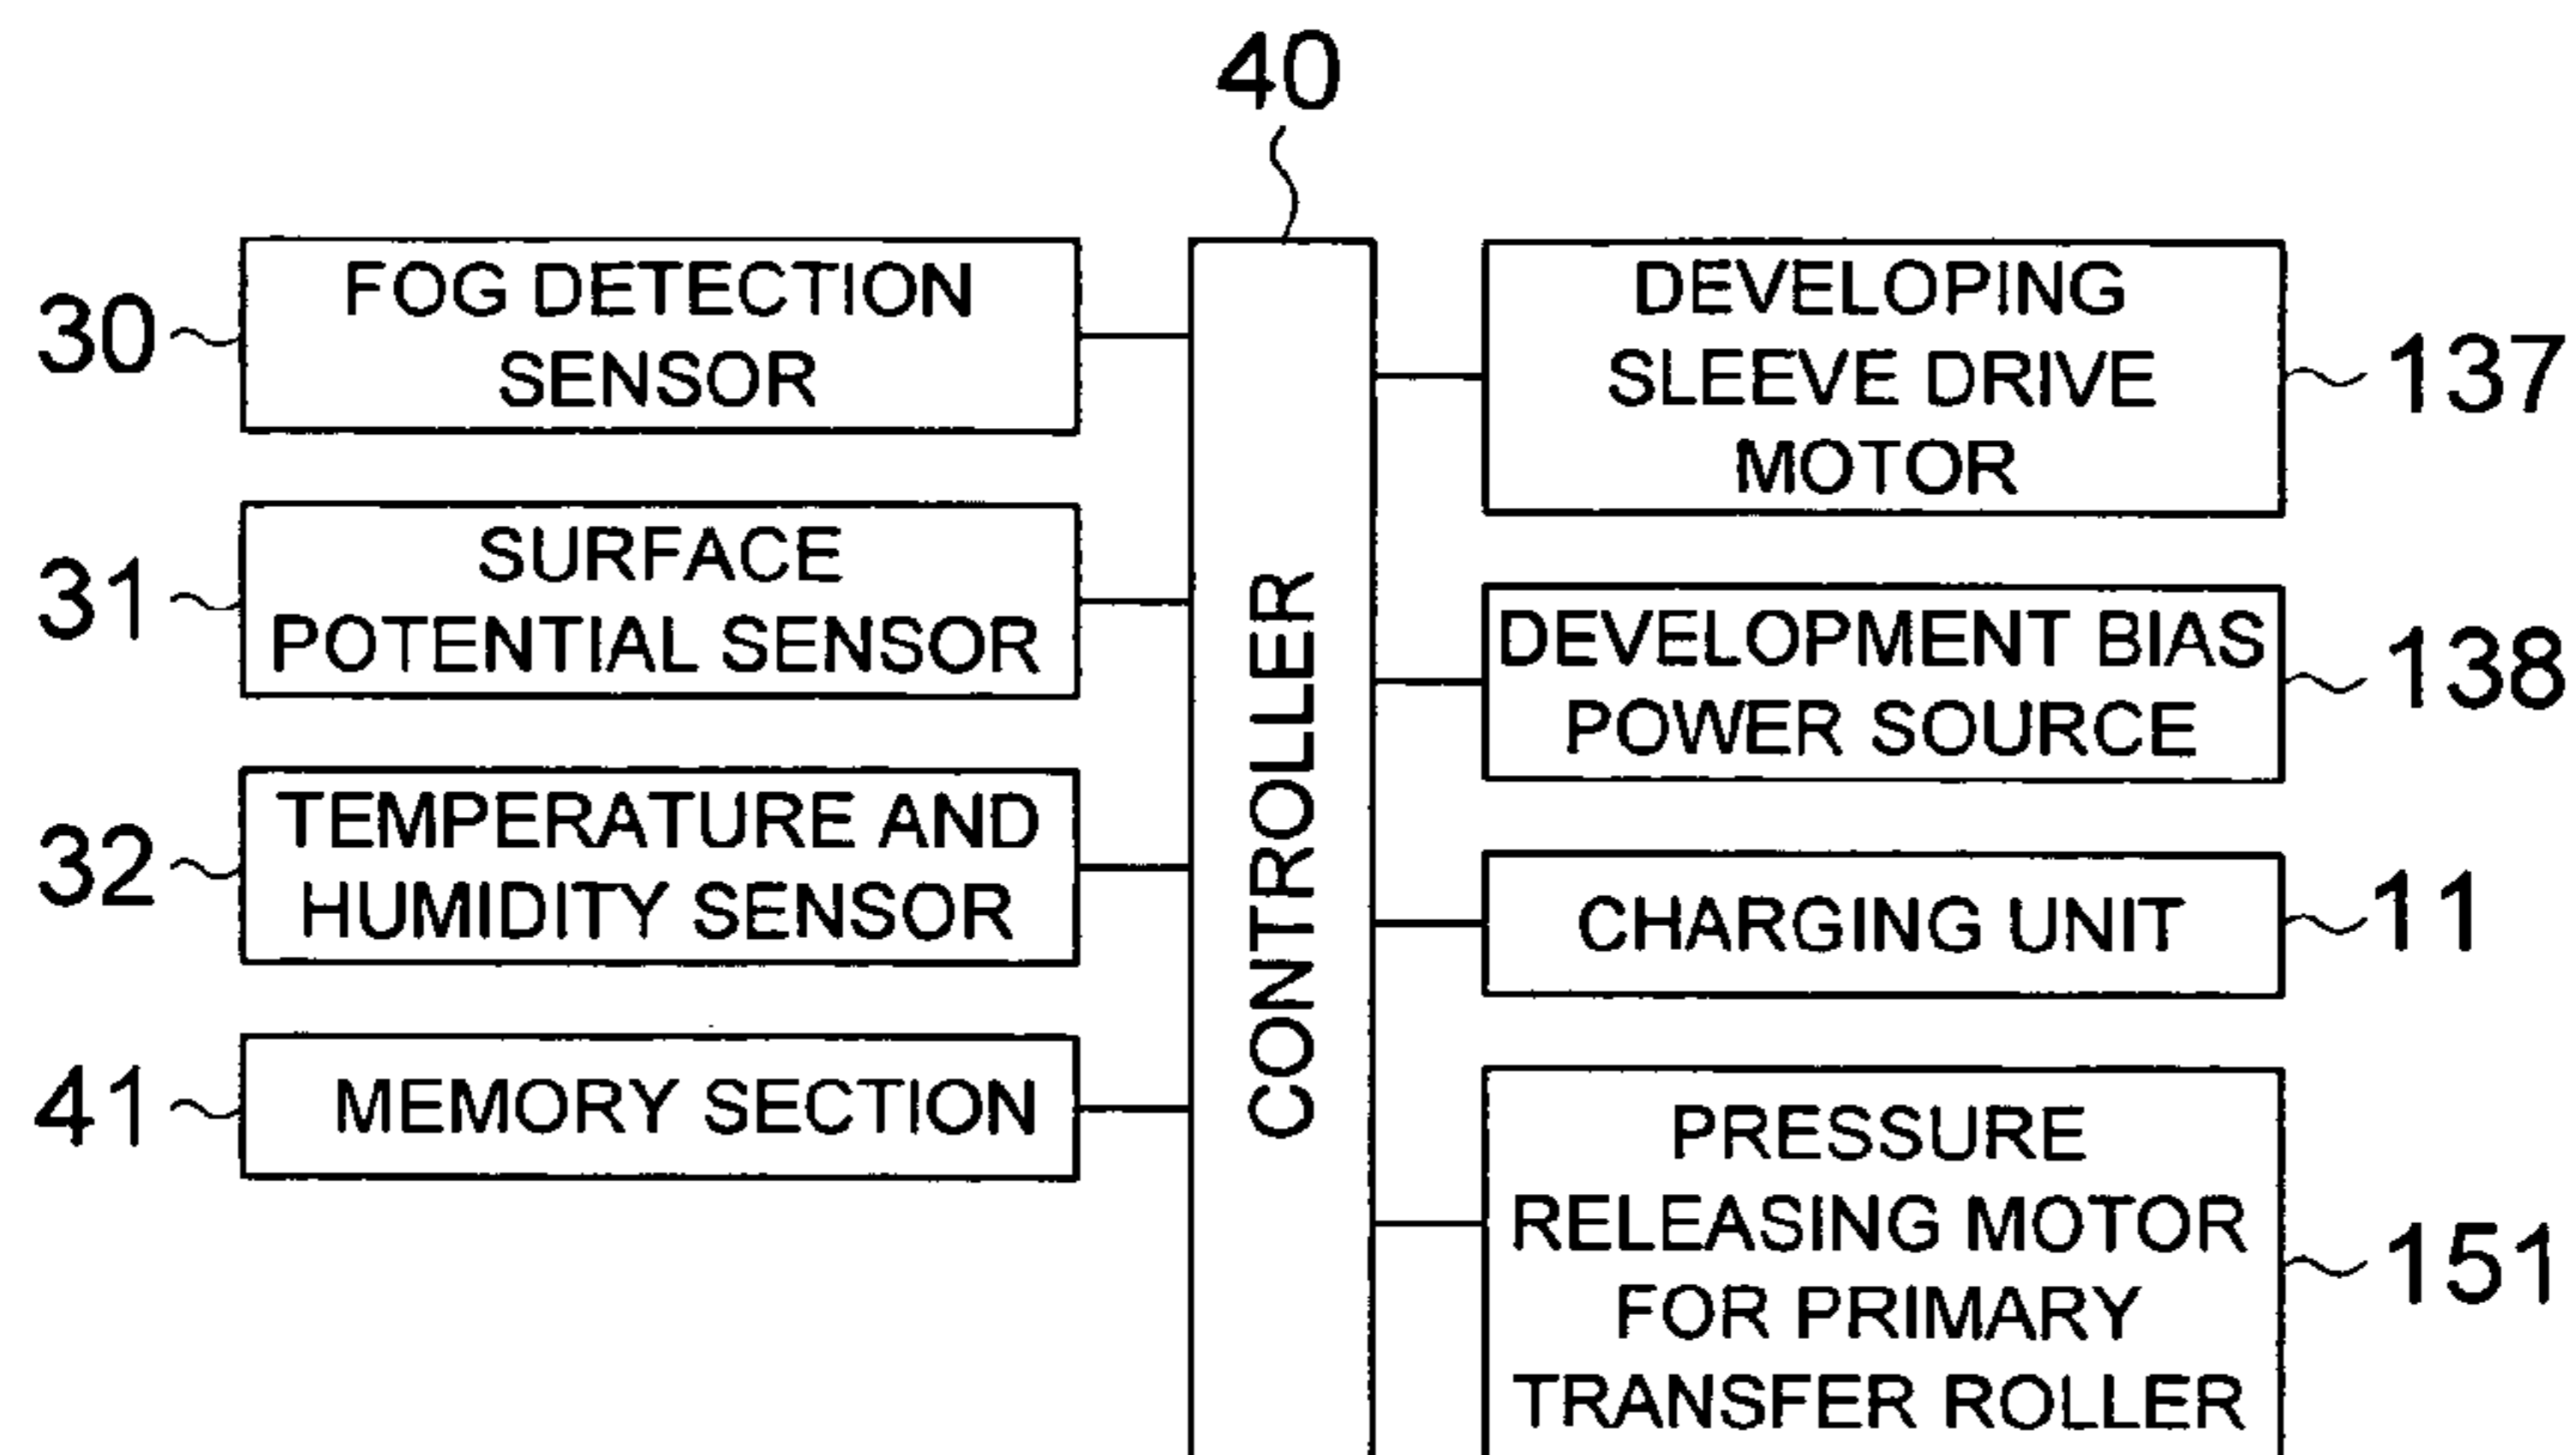 40
30
FOG DETECTION
SENSOR
31
SURFACE
POTENTIAL SENSOR
32
TEMPERATURE AND
HUMIDITY SENSOR
41
MEMORY SECTION
CONTROLLER
DEVELOPING
SLEEVE DRIVE
MOTOR
137
DEVELOPMENT BIAS
POWER SOURCE
138
CHARGING UNIT
11
PRESSURE
RELEASING MOTOR
FOR PRIMARY
TRANSFER ROLLER
151